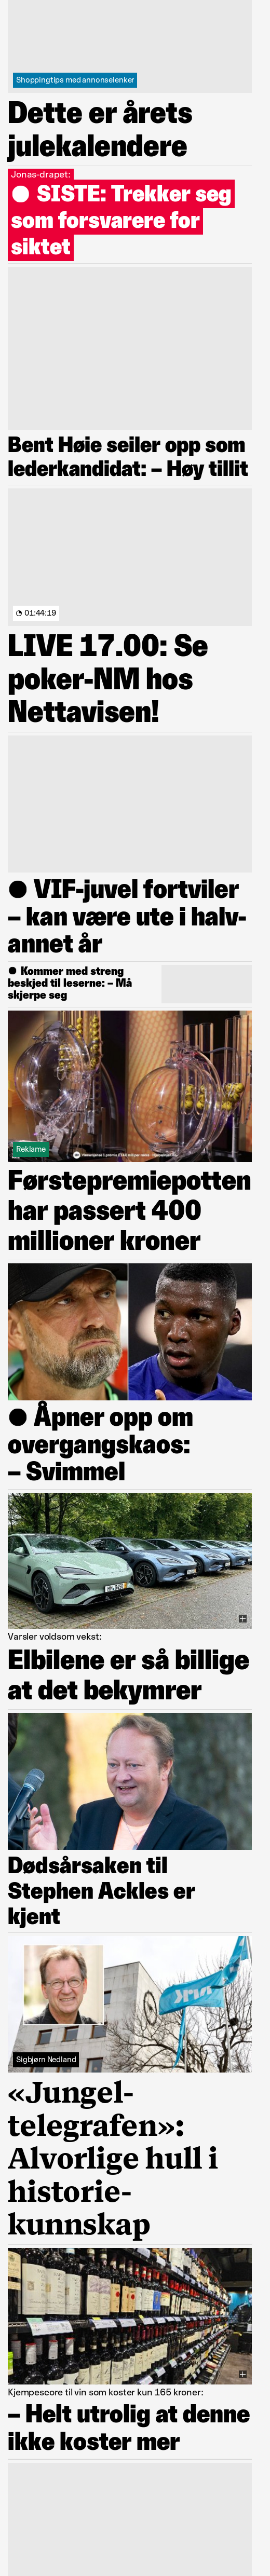 Shoppingtips med annonselenker
Dette er årets
julekalendere
Jonas-drapet:
● SISTE: Trekker seg
som forsvarere for
siktet
Bent Høie seiler opp som
lederkandidat: – Høy tillit
01:44:19
LIVE 17.00: Se
poker-NM hos
Nettavisen!
● VIF-juvel fortviler
– kan være ute i halv-
annet år
● Kommer med streng
beskjed til leserne: – Må
skjerpe seg
Reklame
Førstepremiepotten
har passert 400
millioner kroner
● Åpner opp om
overgangskaos:
– Svimmel
Varsler voldsom vekst:
Elbilene er så billige
at det bekymrer
Dødsårsaken til
Stephen Ackles er
kjent
Sigbjørn Nedland
«Jungel-
telegrafen»:
Alvorlige hull i
historie-
kunnskap
Kjempescore til vin som koster kun 165 kroner:
– Helt utrolig at denne
ikke koster mer